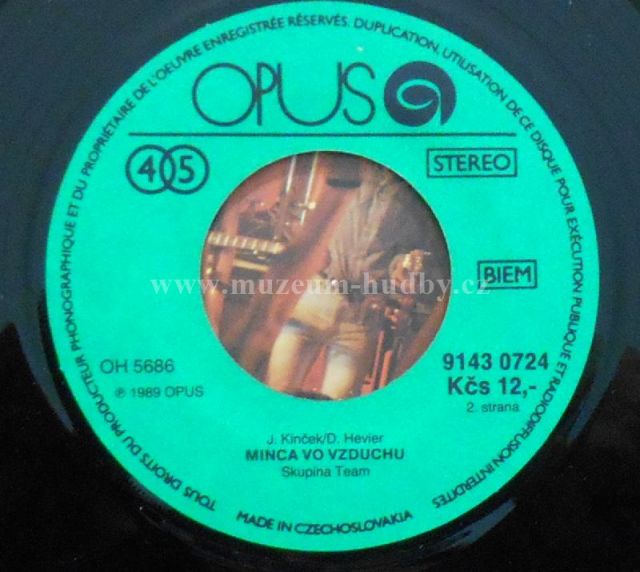 TOUS DROITS DU PRODUCTEUR PHONOGRAPHIQUE ET DU PROPRIÉTAIRE DE L'OEUVRE ENREGISTRÉE RÉSERVÉS. DUPLICATION, UTILISATION DE CE DISQUE POUR EXÉCUTION PUBLIQUE ET RADIODIFFUSION INTERDITES
OPUS
45
STEREO
www.muzeum-hudby.cz
BIEM
OH 5686
9143 0724
℗ 1989 OPUS
Kčs 12,-
2. strana
J. Kinček/D. Hevier
MINCA VO VZDUCHU
Skupina Team
MADE IN CZECHOSLOVAKIA